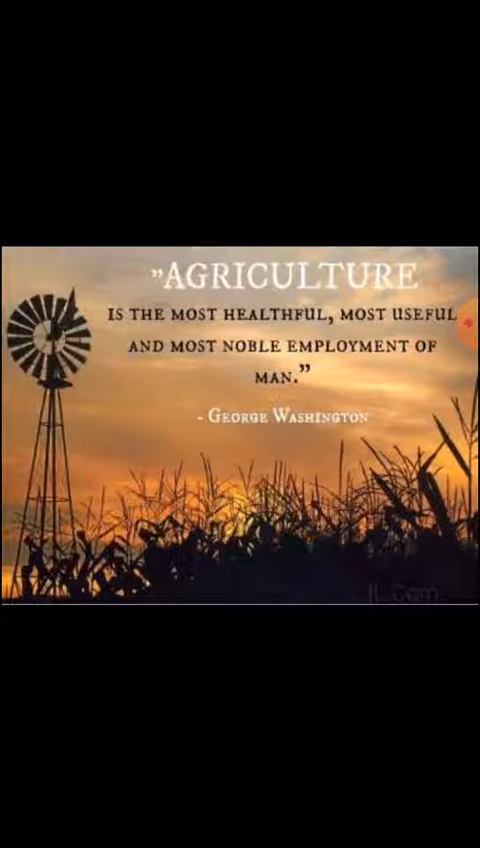 ”AGRICULTURE
IS THE MOST HEALTHFUL, MOST USEFUL
AND MOST NOBLE EMPLOYMENT OF
MAN.”
- GEORGE WASHINGTON